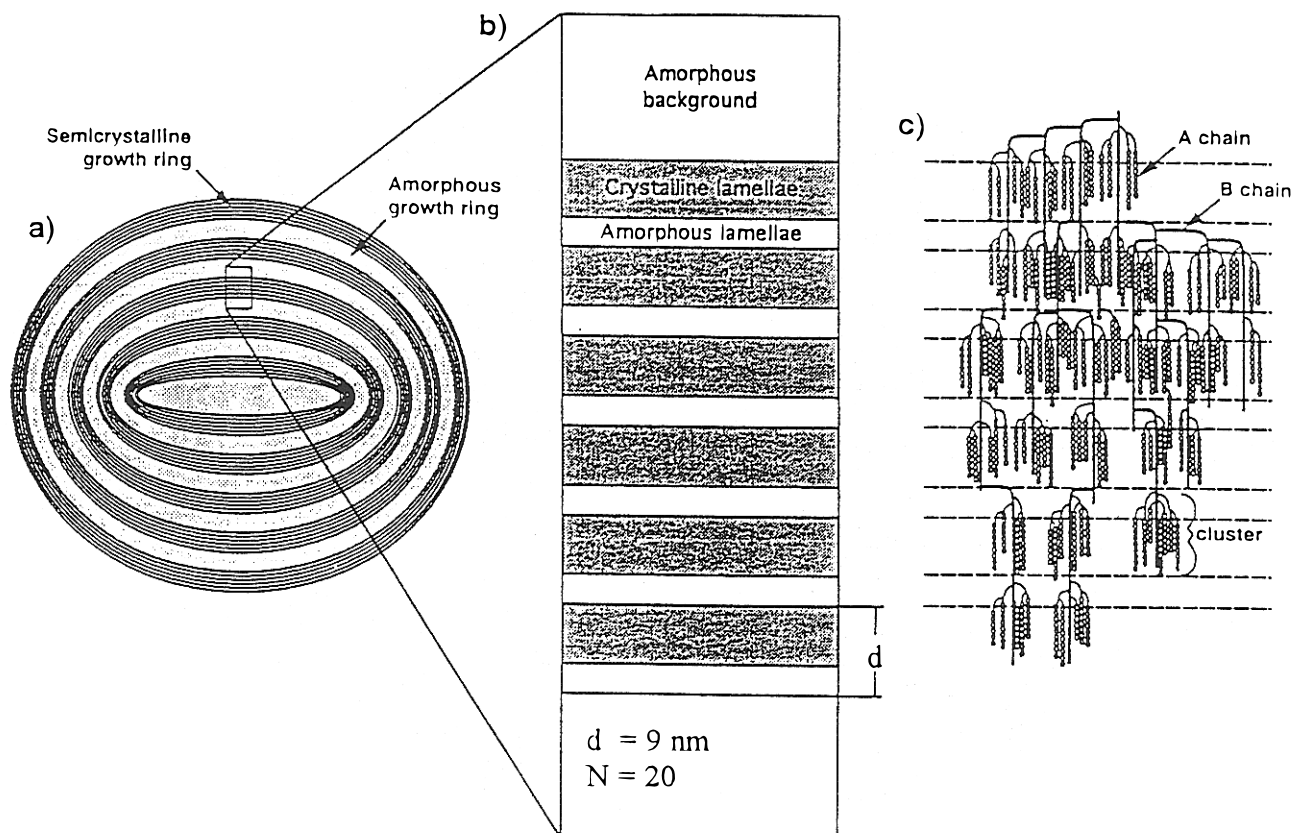 a)
Semicrystalline
growth ring
Amorphous
growth ring
b)
Amorphous
background
Crystalline lamellae
Amorphous lamellae
d
d = 9 nm
N = 20
c)
A chain
B chain
cluster